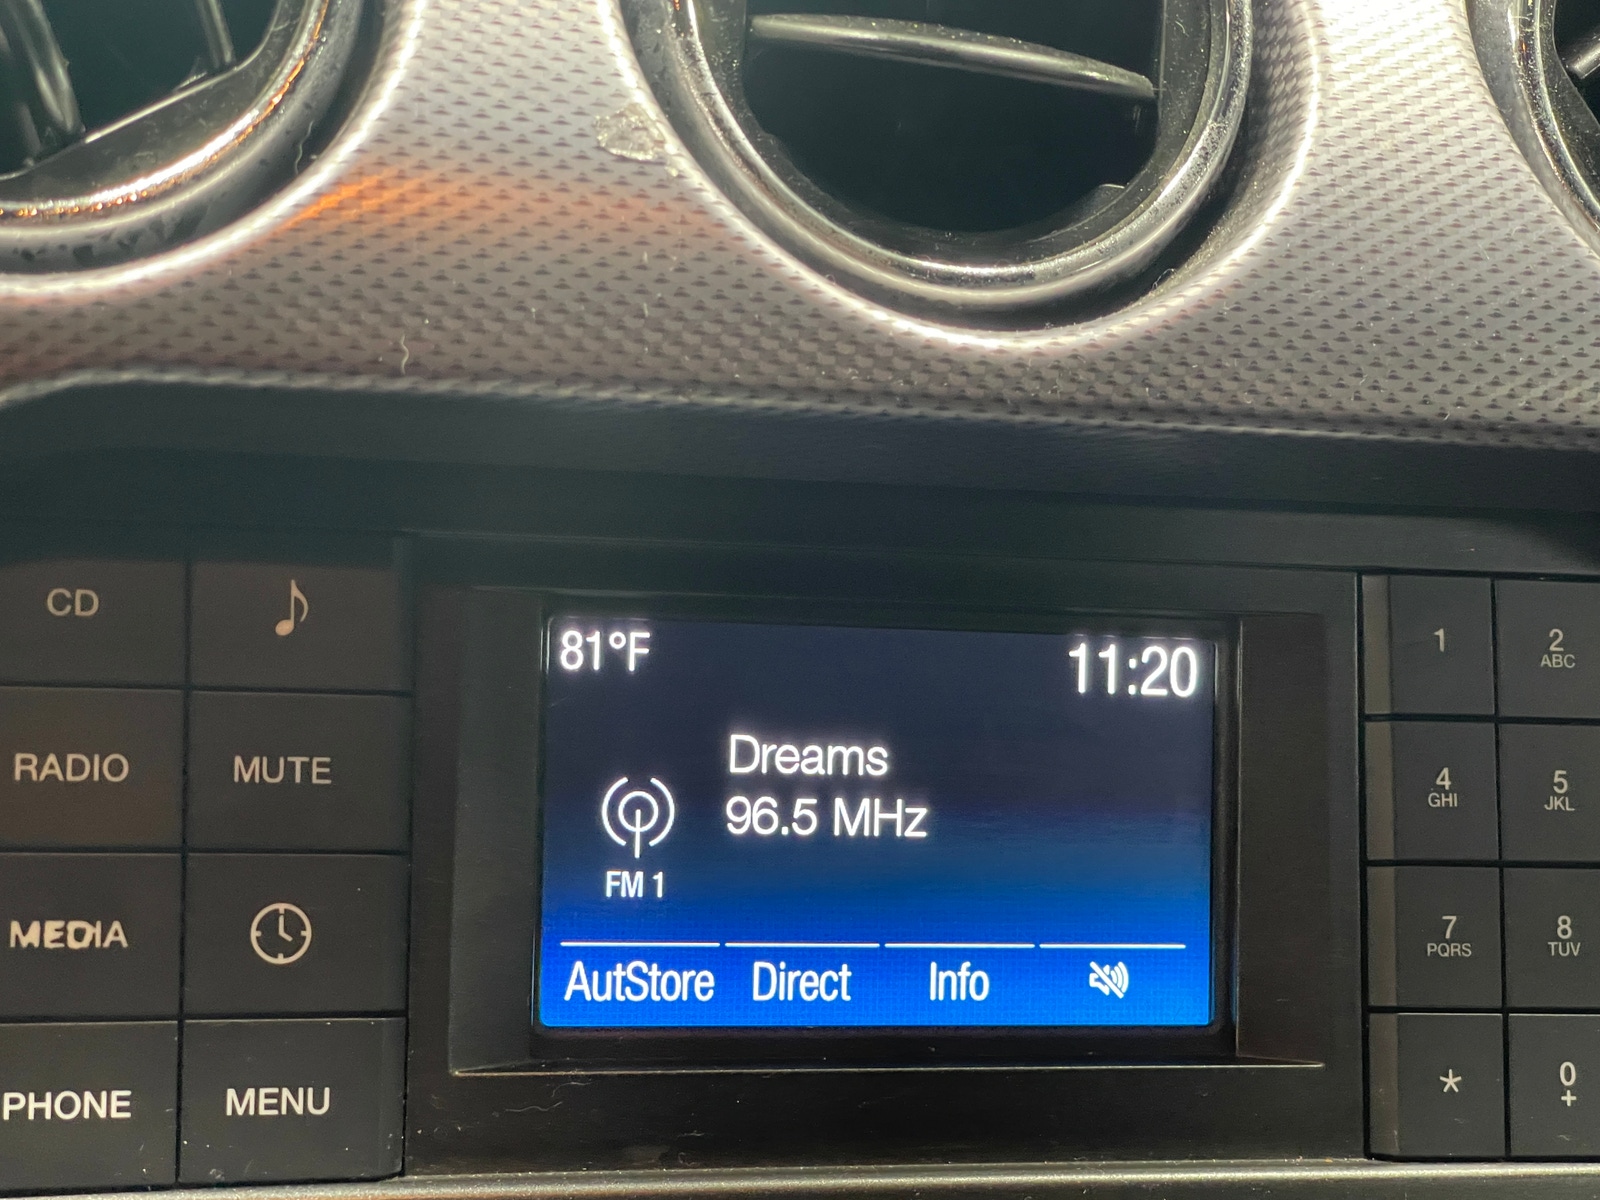 CD
RADIO
MUTE
MEDIA
PHONE
MENU
81°F
11:20
Dreams
96.5 MHz
FM 1
AutStore Direct Info
1
2
ABC
4
GHI
5
JKL
7
PQRS
8
TUV
*
0
+